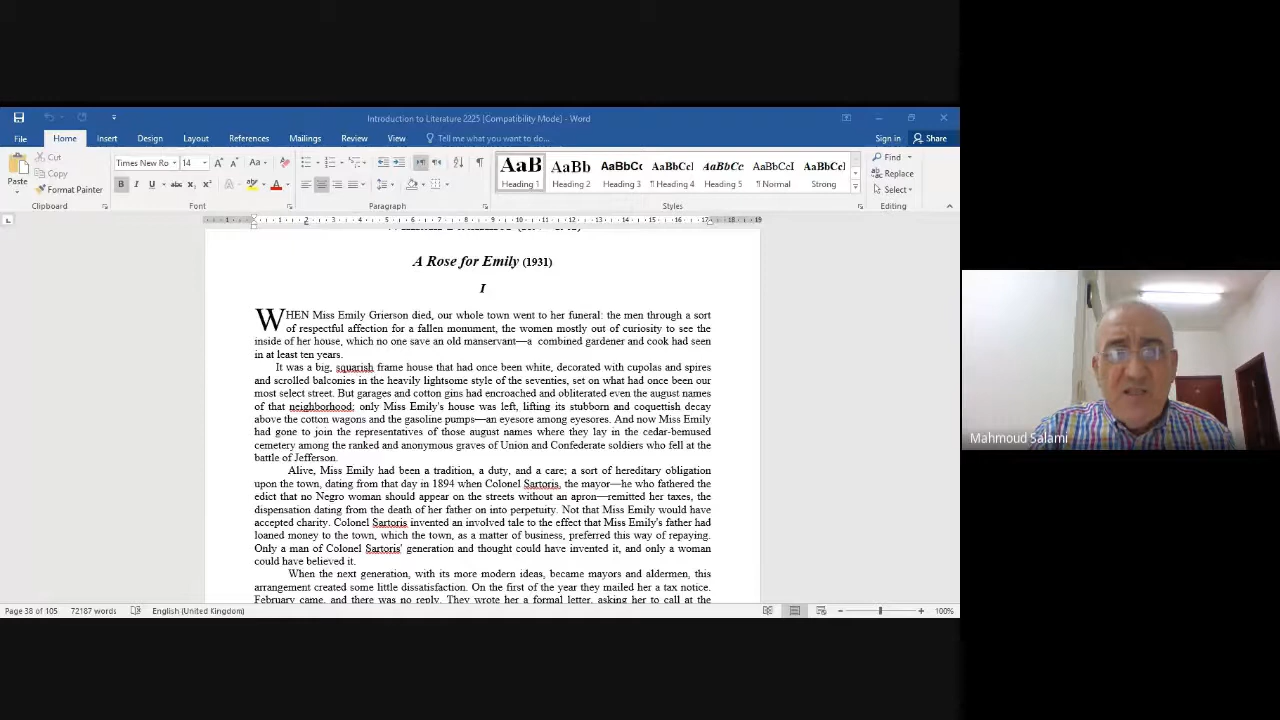 Introduction to Literature 2225 [Compatibility Mode] - Word
File Home Insert Design Layout References Mailings Review View Tell me what you want to do... Sign in Share
Cut
Copy
Format Painter
Paste
Clipboard
Times New Ro 14
Font
Paragraph
AaB AaBb AaBbCc AaBbCcI AaBbCc AaBbCcI AaBbCcl
Heading 1 Heading 2 Heading 3 ¶ Heading 4 Heading 5 ¶ Normal Strong
Styles
Find
Replace
Select
Editing
A Rose for Emily (1931)
I
WHEN Miss Emily Grierson died, our whole town went to her funeral: the men through a sort
of respectful affection for a fallen monument, the women mostly out of curiosity to see the
inside of her house, which no one save an old manservant—a combined gardener and cook had seen
in at least ten years.
It was a big, squarish frame house that had once been white, decorated with cupolas and spires
and scrolled balconies in the heavily lightsome style of the seventies, set on what had once been our
most select street. But garages and cotton gins had encroached and obliterated even the august names
of that neighborhood; only Miss Emily's house was left, lifting its stubborn and coquettish decay
above the cotton wagons and the gasoline pumps—an eyesore among eyesores. And now Miss Emily
had gone to join the representatives of those august names where they lay in the cedar-bemused
cemetery among the ranked and anonymous graves of Union and Confederate soldiers who fell at the
battle of Jefferson.
Alive, Miss Emily had been a tradition, a duty, and a care; a sort of hereditary obligation
upon the town, dating from that day in 1894 when Colonel Sartoris, the mayor—he who fathered the
edict that no Negro woman should appear on the streets without an apron—remitted her taxes, the
dispensation dating from the death of her father on into perpetuity. Not that Miss Emily would have
accepted charity. Colonel Sartoris invented an involved tale to the effect that Miss Emily's father had
loaned money to the town, which the town, as a matter of business, preferred this way of repaying.
Only a man of Colonel Sartoris' generation and thought could have invented it, and only a woman
could have believed it.
When the next generation, with its more modern ideas, became mayors and aldermen, this
arrangement created some little dissatisfaction. On the first of the year they mailed her a tax notice.
February came, and there was no reply. They wrote her a formal letter, asking her to call at the
Page 38 of 105 72187 words English (United Kingdom) 100%
Mahmoud Salami